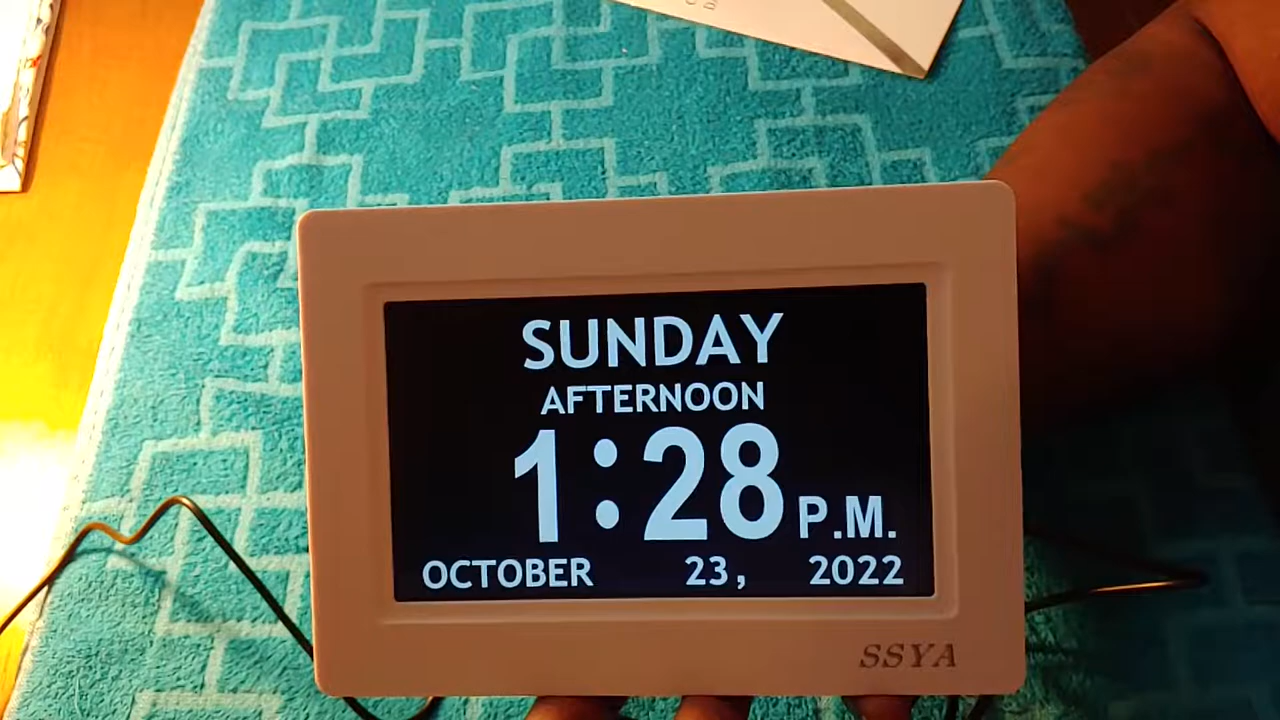 SUNDAY
AFTERNOON
1:28 P.M.
OCTOBER 23, 2022
SSYA